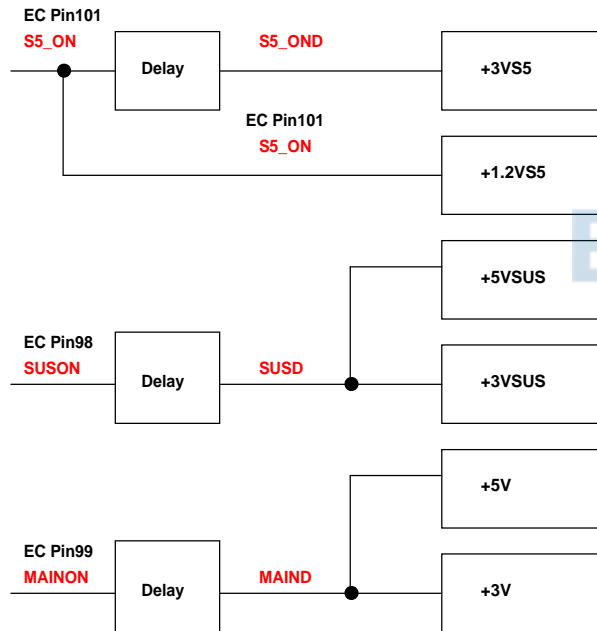 EC Pin101
S5_ON
Delay
S5_OND
+3VS5
EC Pin101
S5_ON
+1.2VS5
+5VSUS
EC Pin98
SUSON
Delay
SUSD
+3VSUS
+5V
EC Pin99
MAINON
Delay
MAIND
+3V